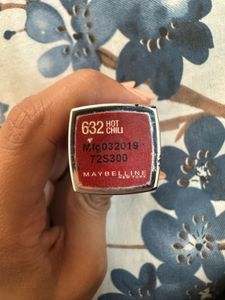 632 HOT
CHILI
Mfg032019
72S300
MAYBELLINE
NEW YORK